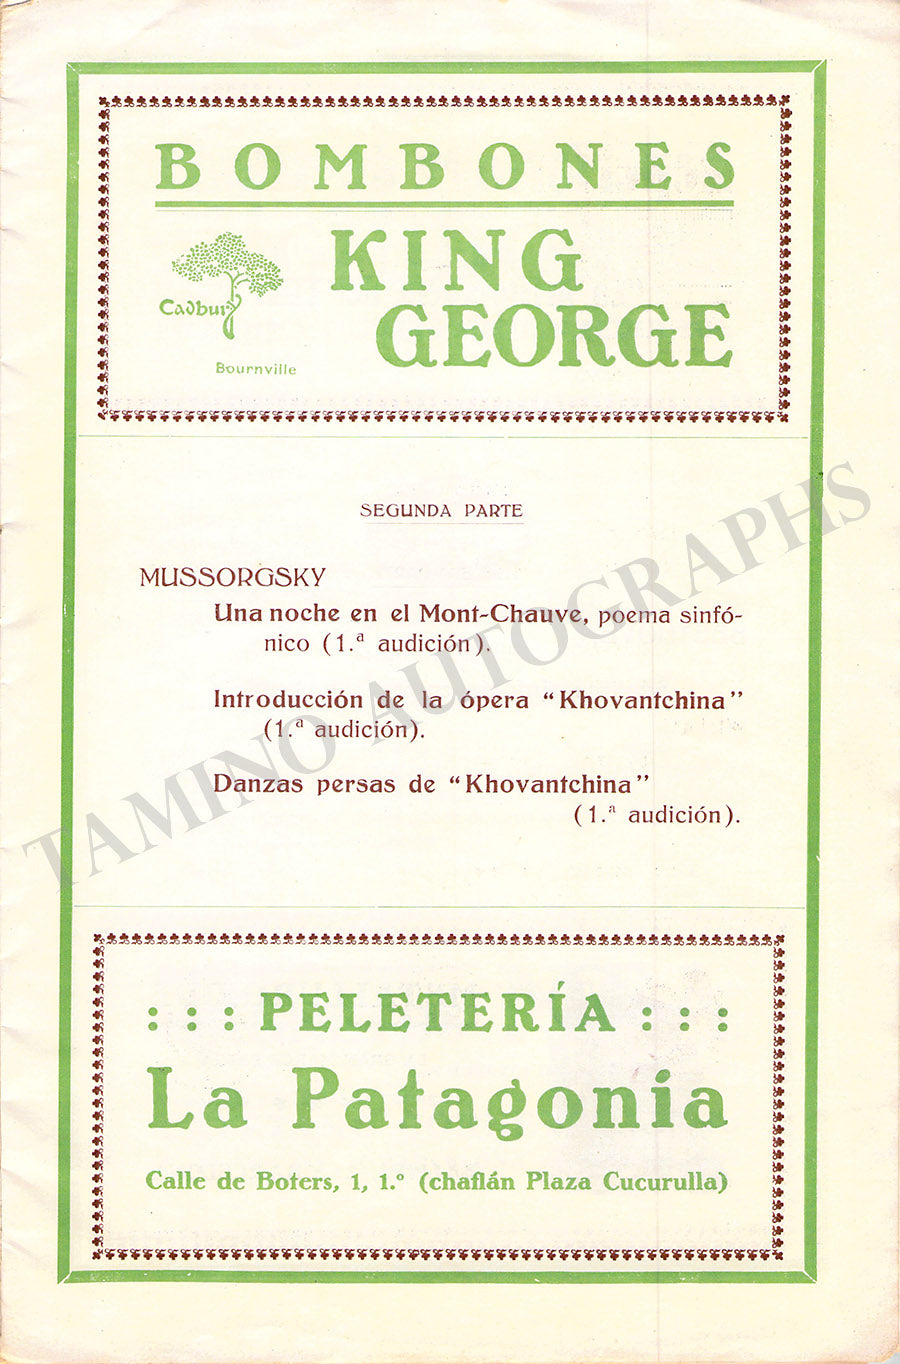 BOMBONES
KING
GEORGE
Cadbury
Bournville
SEGUNDA PARTE
MUSSORGSKY
Una noche en el Mont-Chauve, poema sinfó-
nico (1.ª audición).
Introducción de la ópera “Khovantchina”
(1.ª audición).
Danzas persas de “Khovantchina”
(1.ª audición).
: : : PELETERÍA : : :
La Patagonia
Calle de Boters, 1, 1.º (chaflán Plaza Cucurulla)
TAMINO AUTOGRAPHS